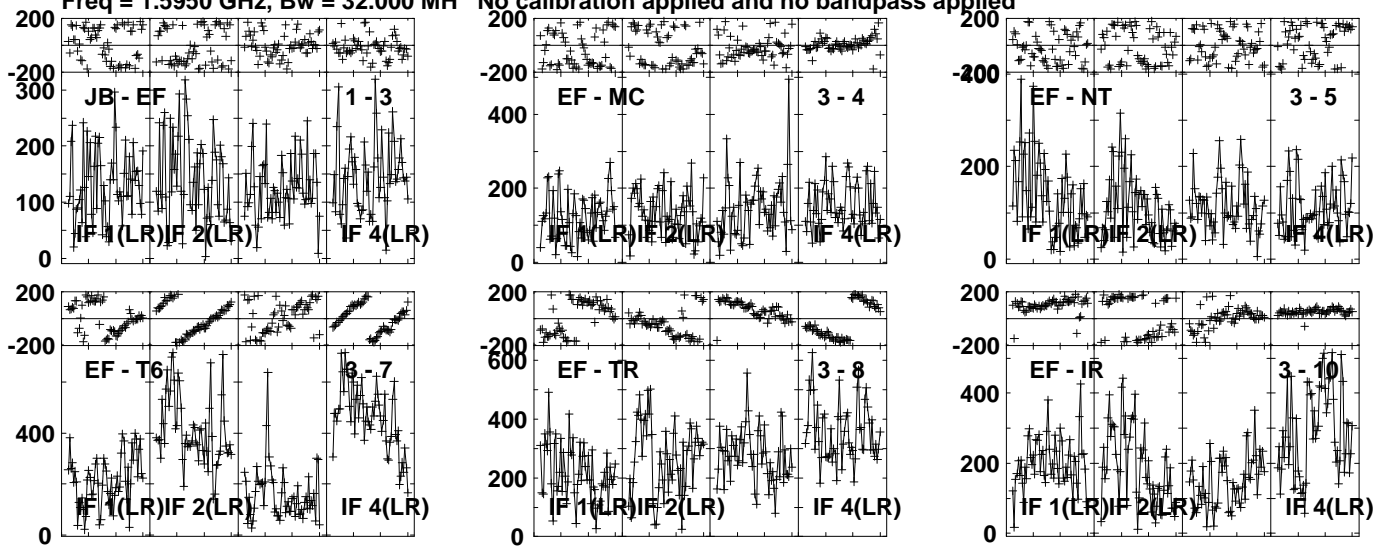 Freq = 1.5950 GHz, Bw = 32.000 MH No calibration applied and no bandpass applied
200
-200
300
200
100
0
JB - EF 1 - 3
IF 1(LR) IF 2(LR) IF 4(LR)
200
-200
400
200
0
EF - MC 3 - 4
IF 1(LR) IF 2(LR) IF 4(LR)
200
-200
400
200
0
EF - NT 3 - 5
IF 1(LR) IF 2(LR) IF 4(LR)
200
-200
400
0
EF - T6 3 - 7
IF 1(LR) IF 2(LR) IF 4(LR)
200
-200
600
400
200
0
EF - TR 3 - 8
IF 1(LR) IF 2(LR) IF 4(LR)
200
-200
400
200
0
EF - IR 3 - 10
IF 1(LR) IF 2(LR) IF 4(LR)